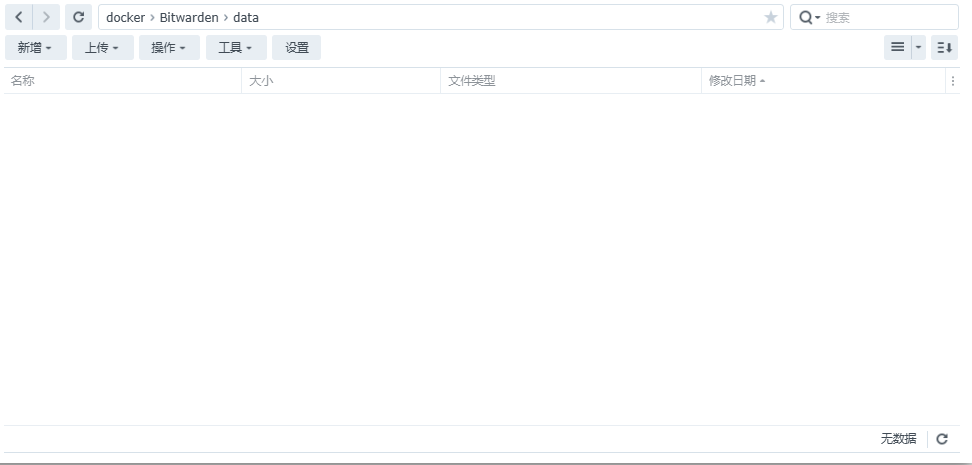 docker › Bitwarden › data
搜索
新增 上传 操作 工具 设置
名称 大小 文件类型 修改日期
无数据